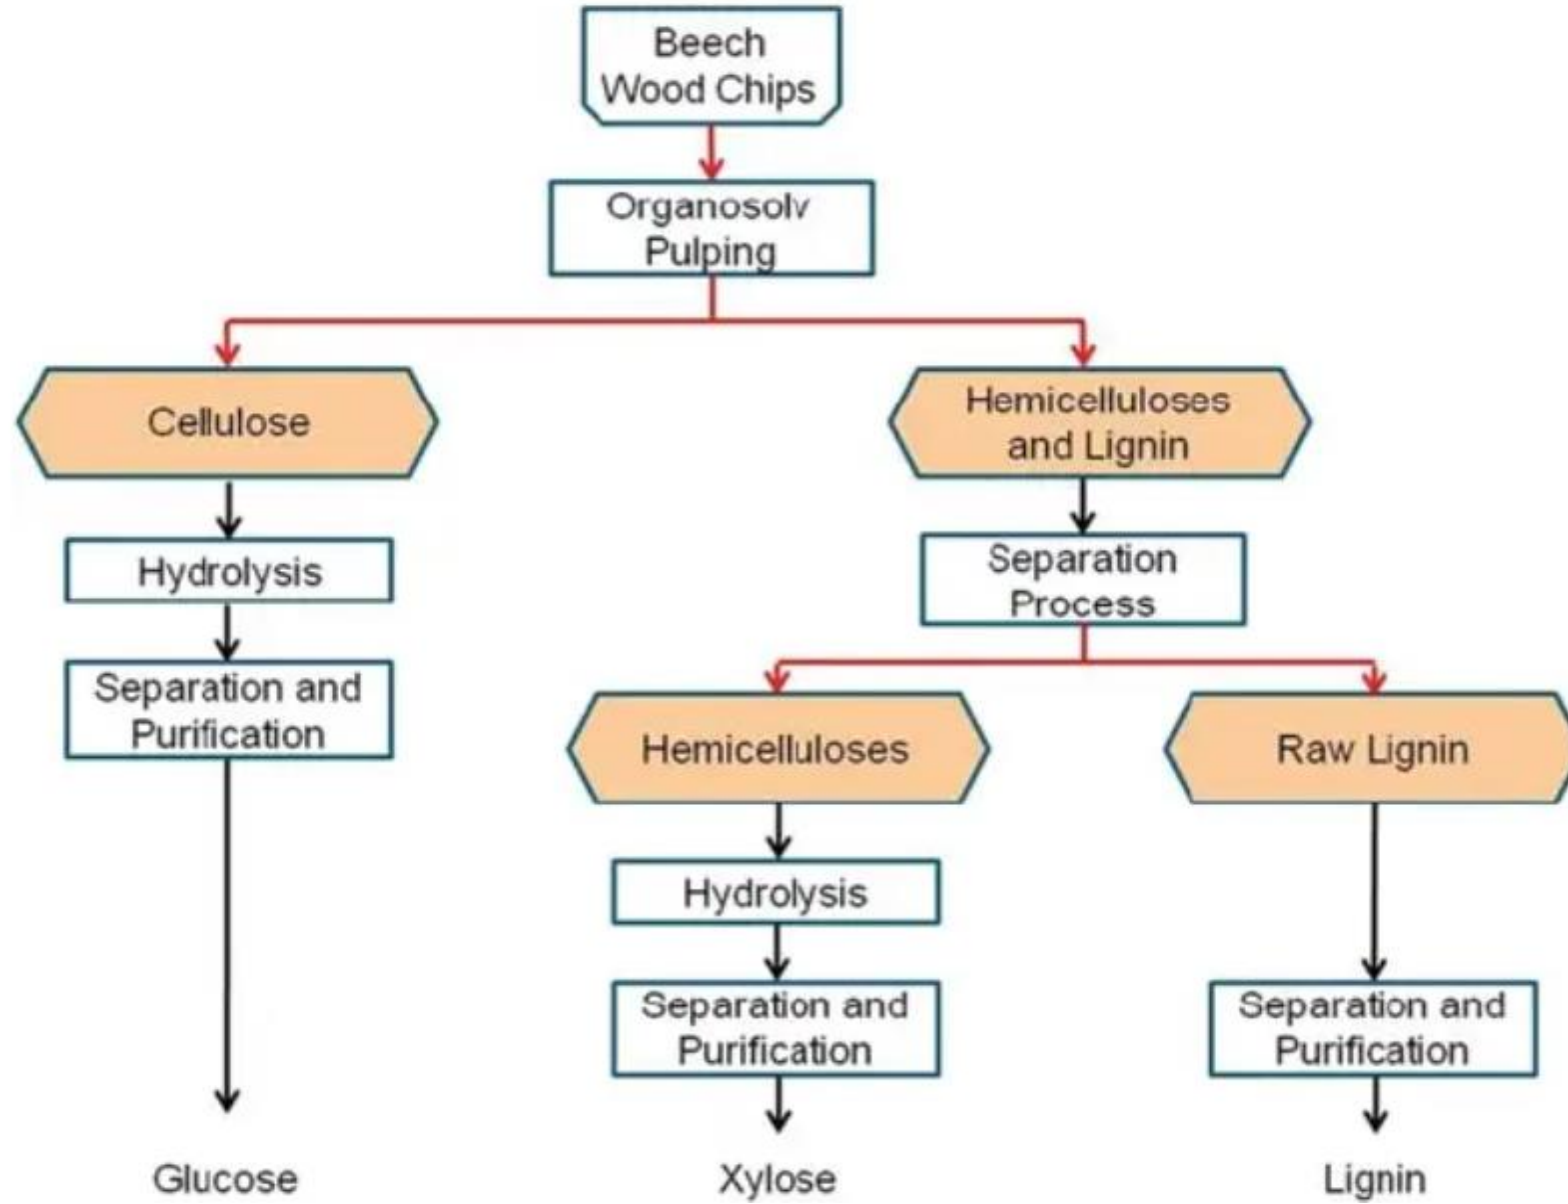 Beech
Wood Chips
Organosolv
Pulping
Cellulose
Hemicelluloses
and Lignin
Hydrolysis
Separation
Process
Separation and
Purification
Hemicelluloses
Raw Lignin
Hydrolysis
Separation and
Purification
Separation and
Purification
Glucose
Xylose
Lignin